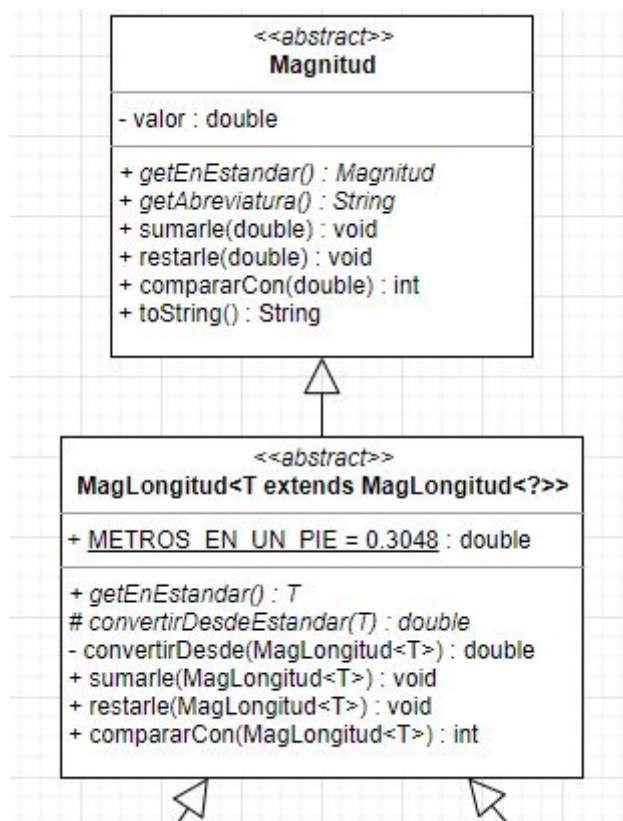 <<abstract>>
Magnitud
- valor : double
+ getEnEstandar() : Magnitud
+ getAbreviatura() : String
+ sumarle(double) : void
+ restarle(double) : void
+ compararCon(double) : int
+ toString() : String
<<abstract>>
MagLongitud<T extends MagLongitud<?>>
+ METROS_EN_UN_PIE = 0.3048 : double
+ getEnEstandar() : T
# convertirDesdeEstandar(T) : double
- convertirDesde(MagLongitud<T>) : double
+ sumarle(MagLongitud<T>) : void
+ restarle(MagLongitud<T>) : void
+ compararCon(MagLongitud<T>) : int